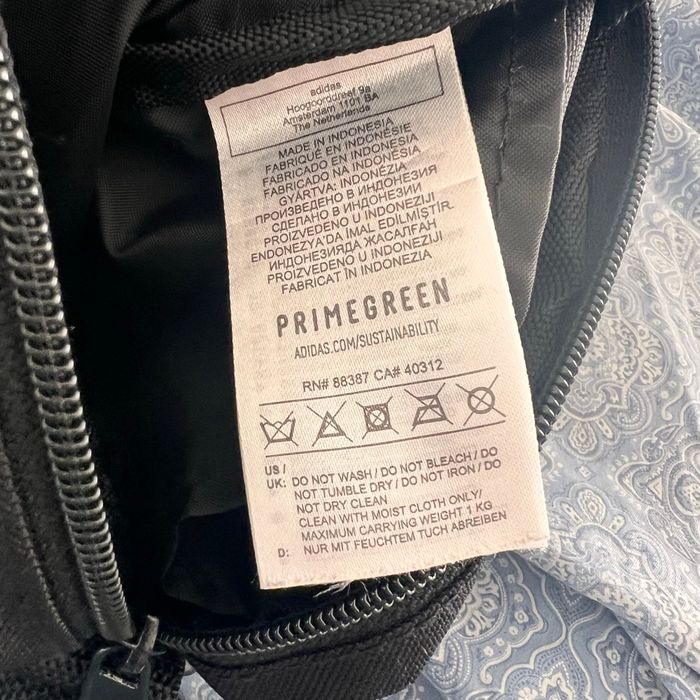 adidas
Hoogoorddreef 9a
Amsterdam 1101 BA
The Netherlands
MADE IN INDONESIA
FABRIQUÉ EN INDONÉSIE
FABRICADO EN INDONESIA
FABRICADO NA INDONÉSIA
GYÁRTVA: INDONÉZIA
ПРОИЗВЕДЕНО В ИНДОНЕЗИЯ
СДЕЛАНО В ИНДОНЕЗИИ
PROIZVEDENO U INDONEZIJI
ENDONEZYA'DA İMAL EDİLMİŞTİR.
ИНДОНЕЗИЯДА ЖАСАЛҒАН
PROIZVEDENO U INDONEZIJI
FABRICAT ÎN INDONEZIA
PRIMEGREEN
ADIDAS.COM/SUSTAINABILITY
RN# 88387 CA# 40312
US /
UK: DO NOT WASH / DO NOT BLEACH / DO
NOT TUMBLE DRY / DO NOT IRON / DO
NOT DRY CLEAN
CLEAN WITH MOIST CLOTH ONLY/
MAXIMUM CARRYING WEIGHT 1 KG
D: NUR MIT FEUCHTEM TUCH ABREIBEN